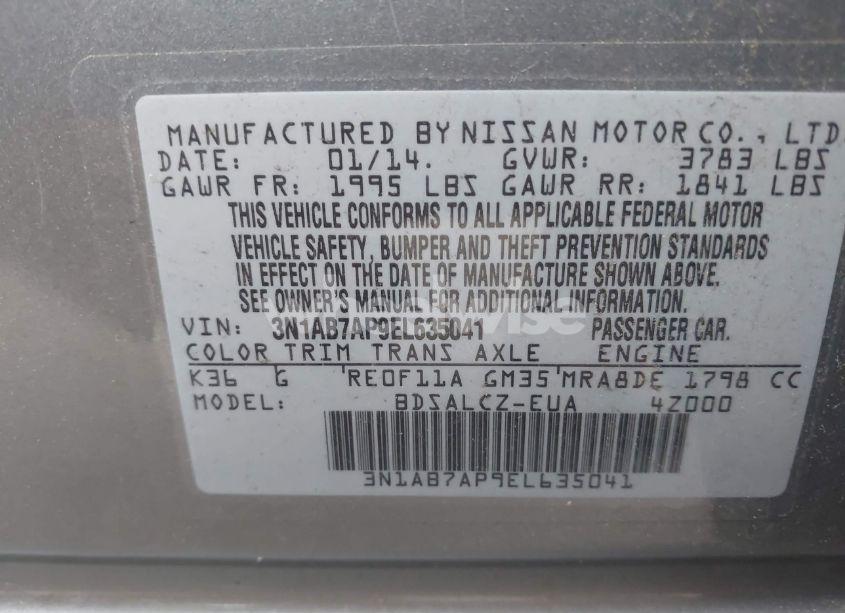 MANUFACTURED BY NISSAN MOTOR CO., LTD.
DATE: 01/14. GVWR: 3783 LBS
GAWR FR: 1995 LBS GAWR RR: 1841 LBS
THIS VEHICLE CONFORMS TO ALL APPLICABLE FEDERAL MOTOR
VEHICLE SAFETY, BUMPER AND THEFT PREVENTION STANDARDS
IN EFFECT ON THE DATE OF MANUFACTURE SHOWN ABOVE.
SEE OWNER'S MANUAL FOR ADDITIONAL INFORMATION.
VIN: 3N1AB7AP9EL635041 PASSENGER CAR.
COLOR TRIM TRANS AXLE ENGINE
K36 G RE0F11A GM35 MRA8DE 1798 CC
MODEL: BDSALCZ-EUA 4Z000
3N1AB7AP9EL635041